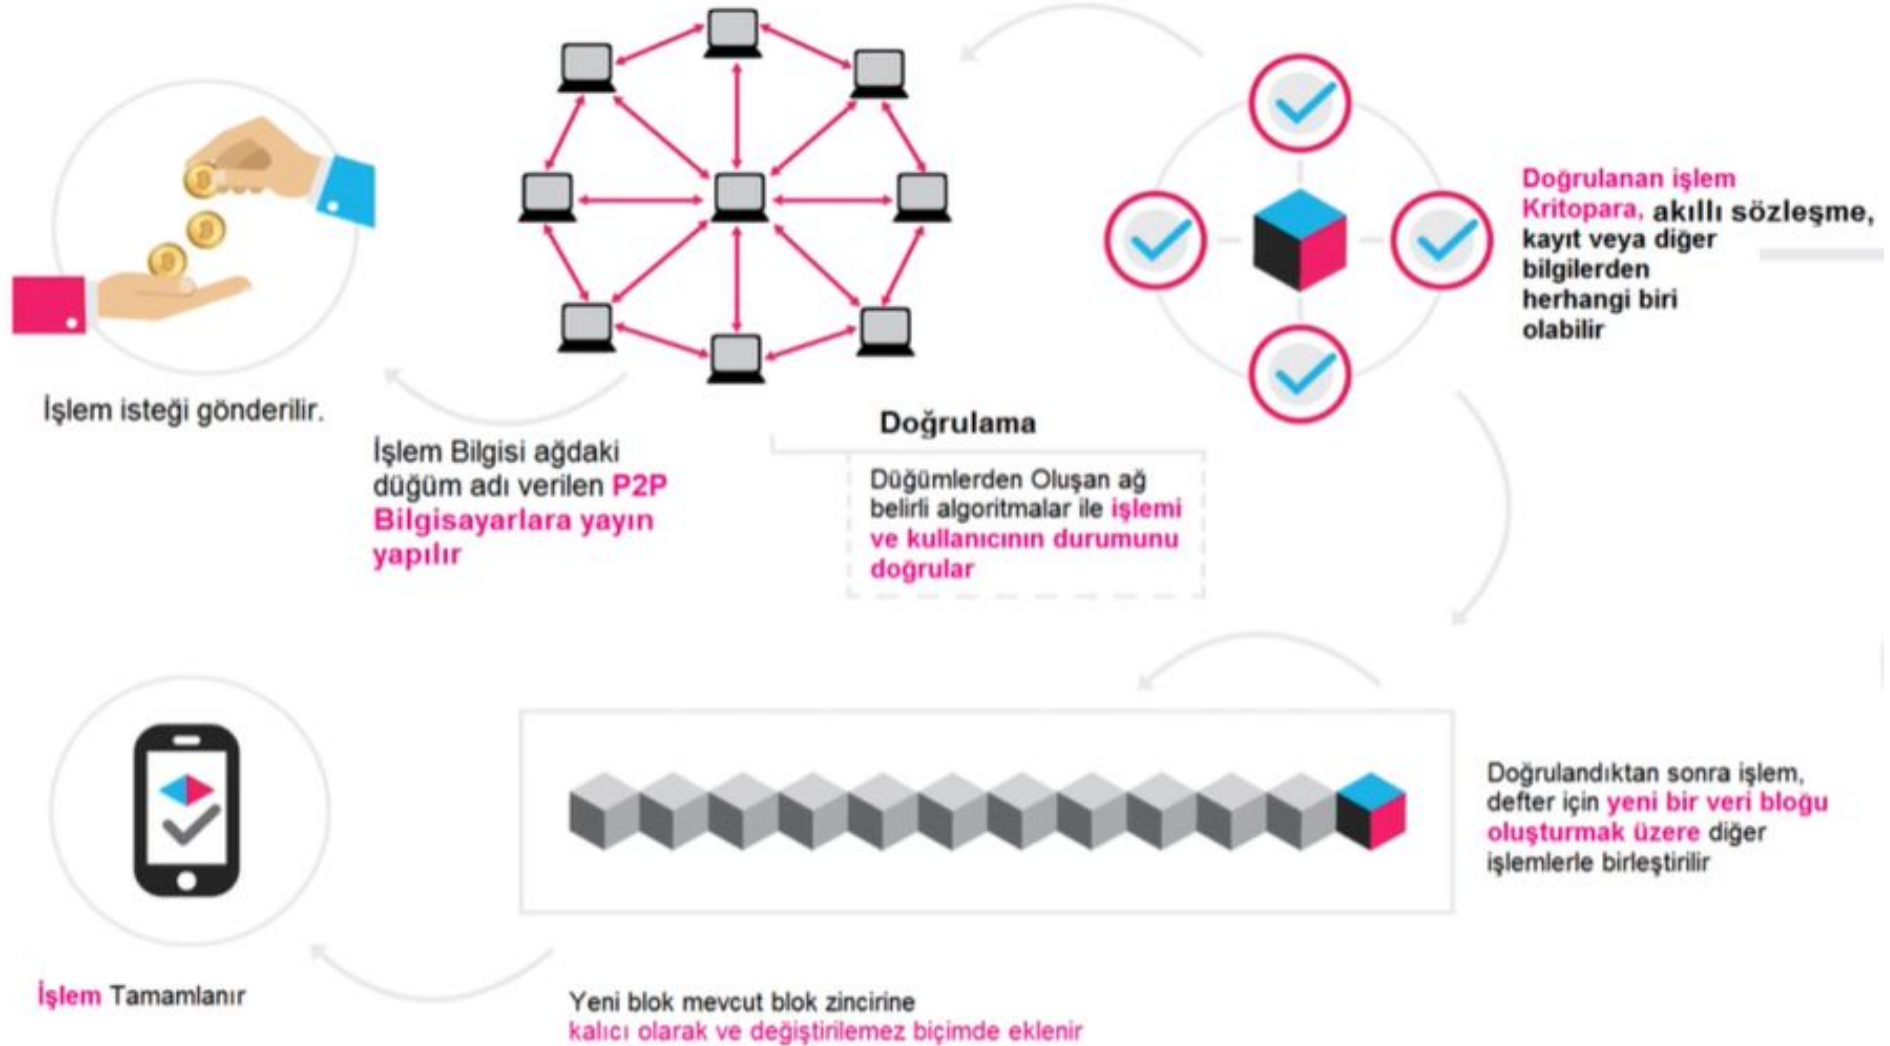 İşlem isteği gönderilir.
İşlem Bilgisi ağdaki
düğüm adı verilen P2P
Bilgisayarlara yayın
yapılır
Doğrulama
Düğümlerden Oluşan ağ
belirli algoritmalar ile işlemi
ve kullanıcının durumunu
doğrular
Doğrulanan işlem
Kritopara, akıllı sözleşme,
kayıt veya diğer
bilgilerden
herhangi biri
olabilir
Doğrulandıktan sonra işlem,
defter için yeni bir veri bloğu
oluşturmak üzere diğer
işlemlerle birleştirilir
Yeni blok mevcut blok zincirine
kalıcı olarak ve değiştirilemez biçimde eklenir
İşlem Tamamlanır